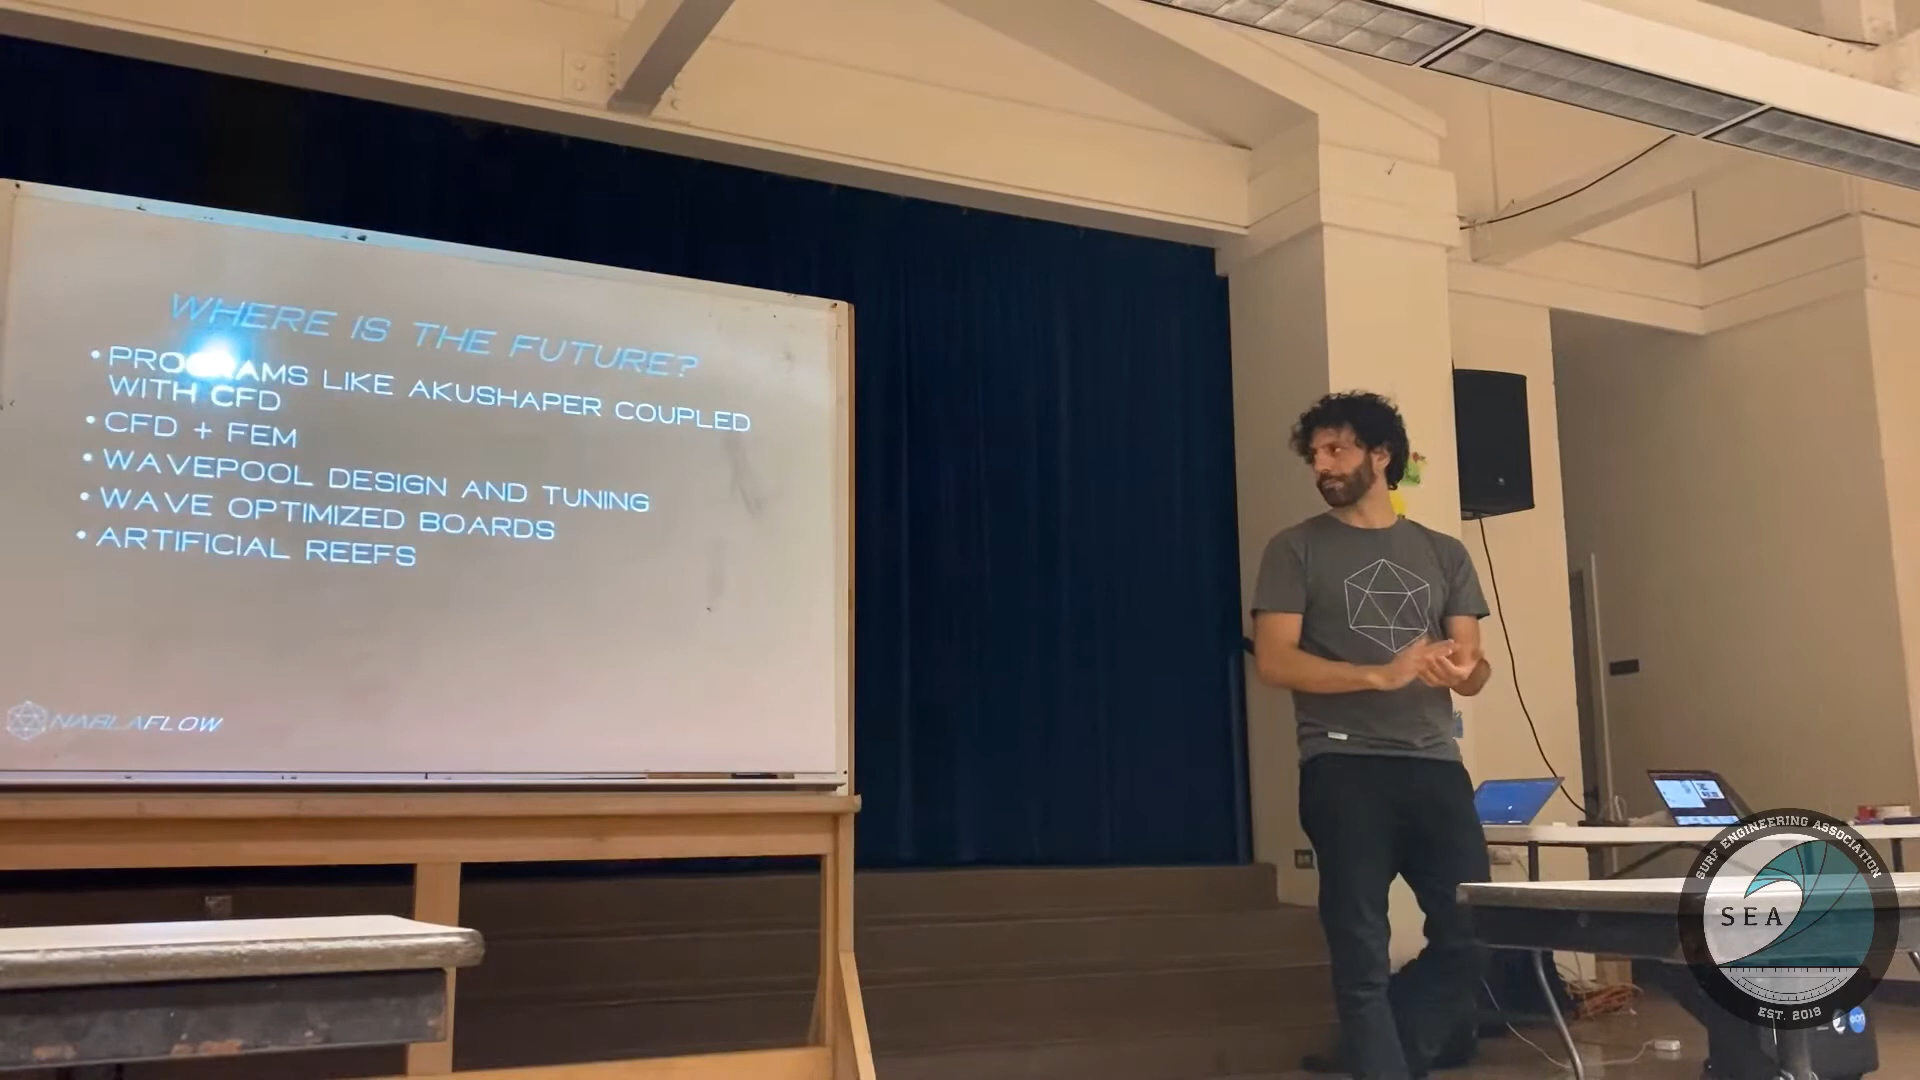 WHERE IS THE FUTURE?
• PROGRAMS LIKE AKUSHAPER COUPLED
WITH CFD
• CFD + FEM
• WAVEPOOL DESIGN AND TUNING
• WAVE OPTIMIZED BOARDS
• ARTIFICIAL REEFS
NABLAFLOW
SURF ENGINEERING ASSOCIATION
SEA
EST. 2019